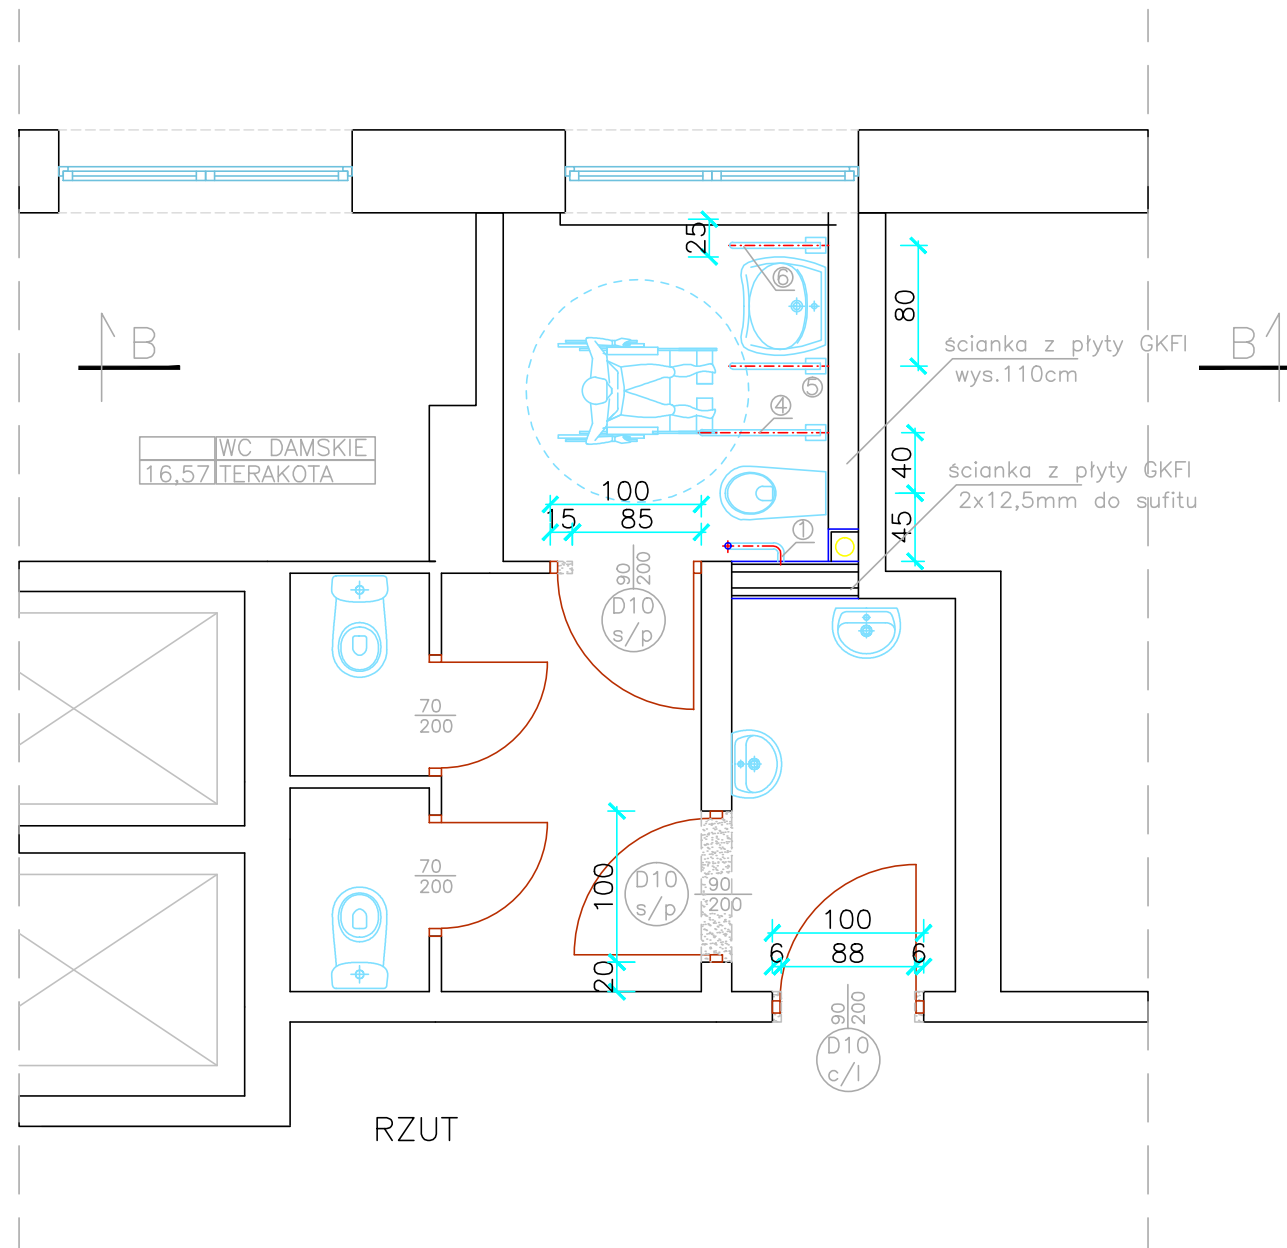 25
⑥
80
B
ścianka z płyty GKFI
wys.110cm
B
⑤
④
WC DAMSKIE
16,57 TERAKOTA
40
ścianka z płyty GKFI
2x12,5mm do sufitu
100
15 85
45
①
90
200
D10
s/p
70
200
70
200
100
D10
s/p
90
200
20
100
6 88 6
90
200
D10
c/l
RZUT